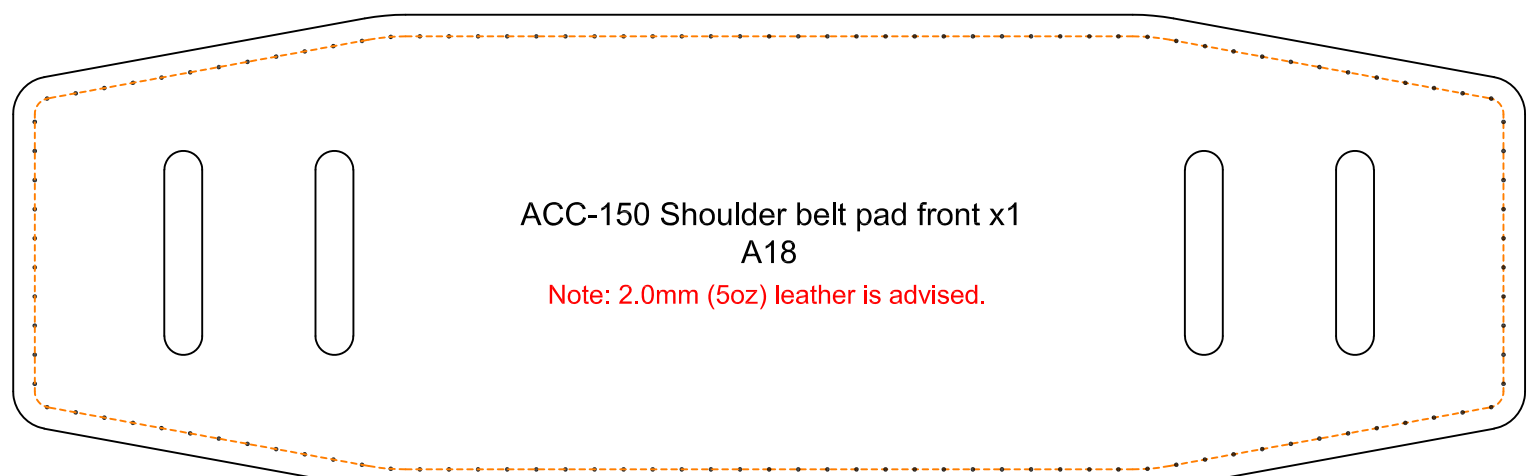 ACC-150 Shoulder belt pad front x1
A18
Note: 2.0mm (5oz) leather is advised.